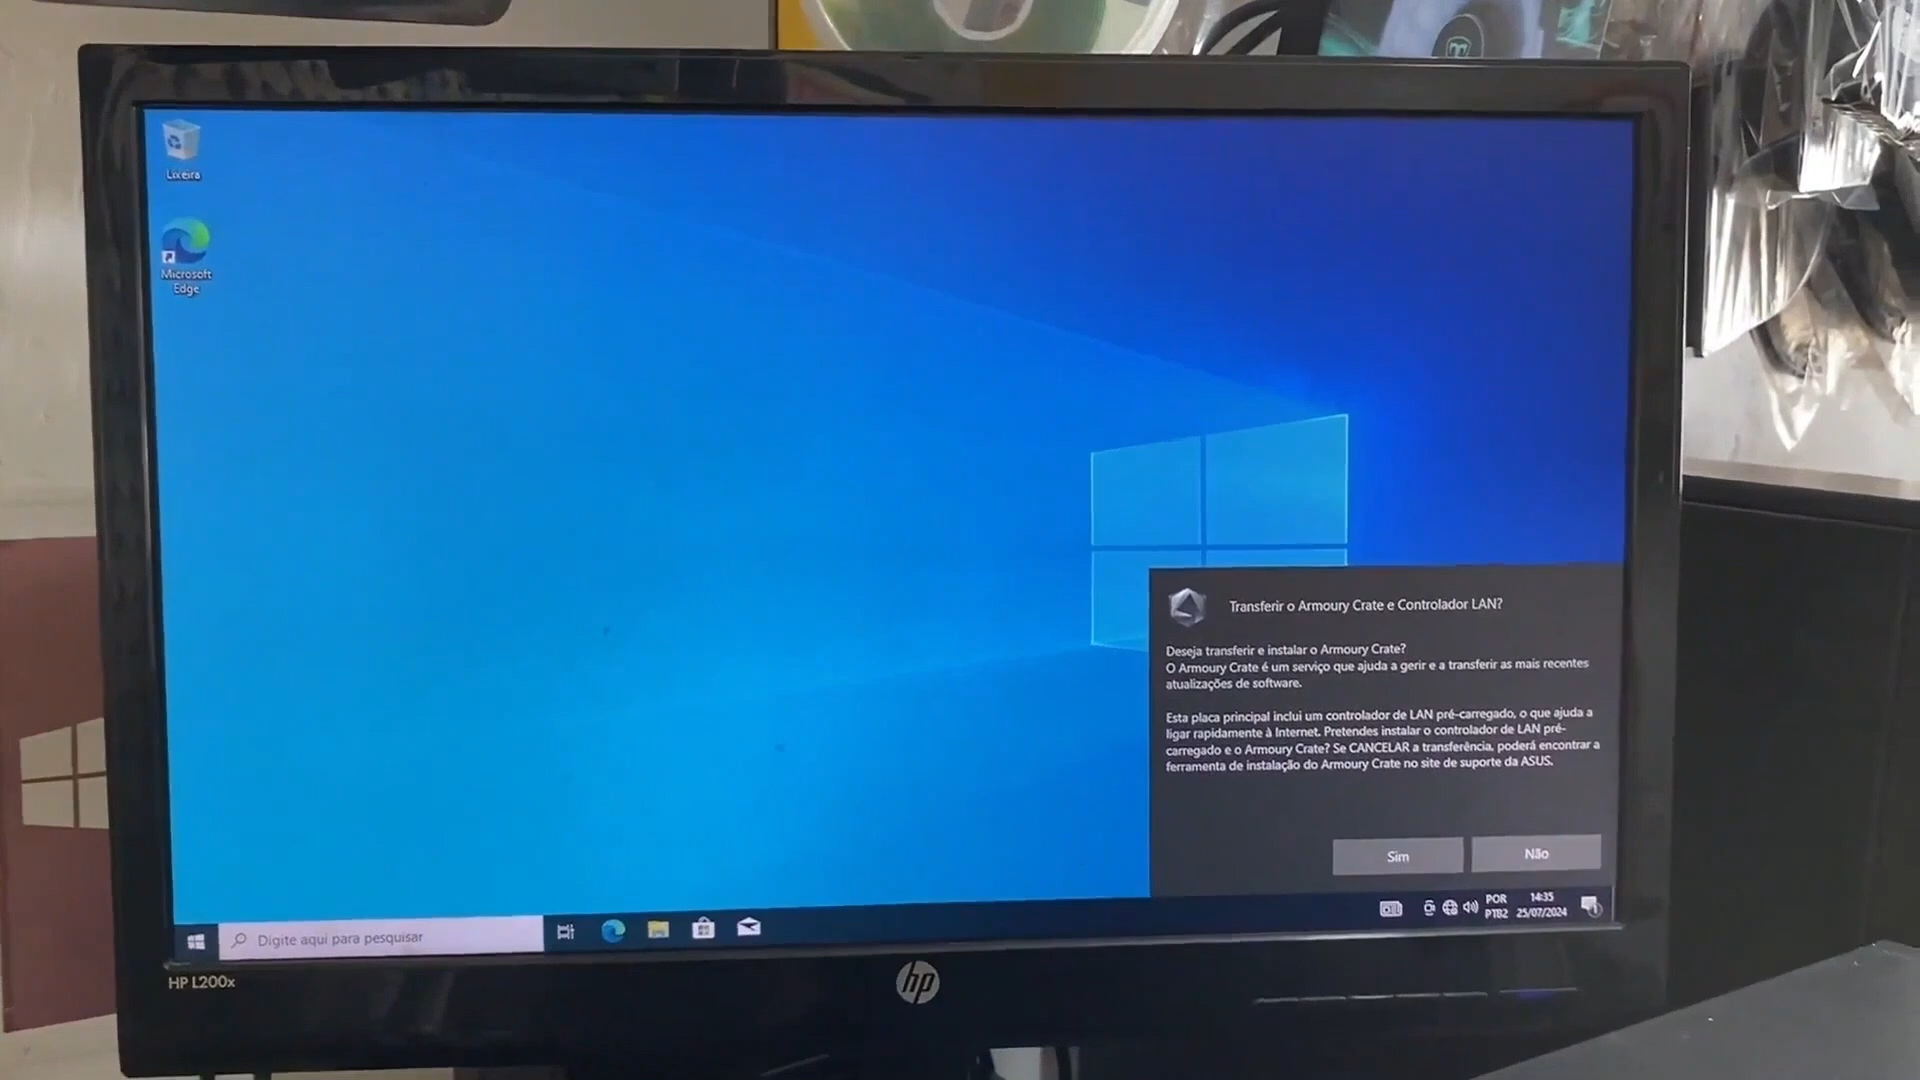 Lixeira
Microsoft
Edge
Transferir o Armoury Crate e Controlador LAN?
Deseja transferir e instalar o Armoury Crate?
O Armoury Crate é um serviço que ajuda a gerir e a transferir as mais recentes
atualizações de software.
Esta placa principal inclui um controlador de LAN pré-carregado, o que ajuda a
ligar rapidamente à Internet. Pretendes instalar o controlador de LAN pré-
carregado e o Armoury Crate? Se CANCELAR a transferência, poderá encontrar a
ferramenta de instalação do Armoury Crate no site de suporte da ASUS.
Sim
Não
Digite aqui para pesquisar
POR
PTB2
14:35
25/07/2024
1
HP L200x
hp